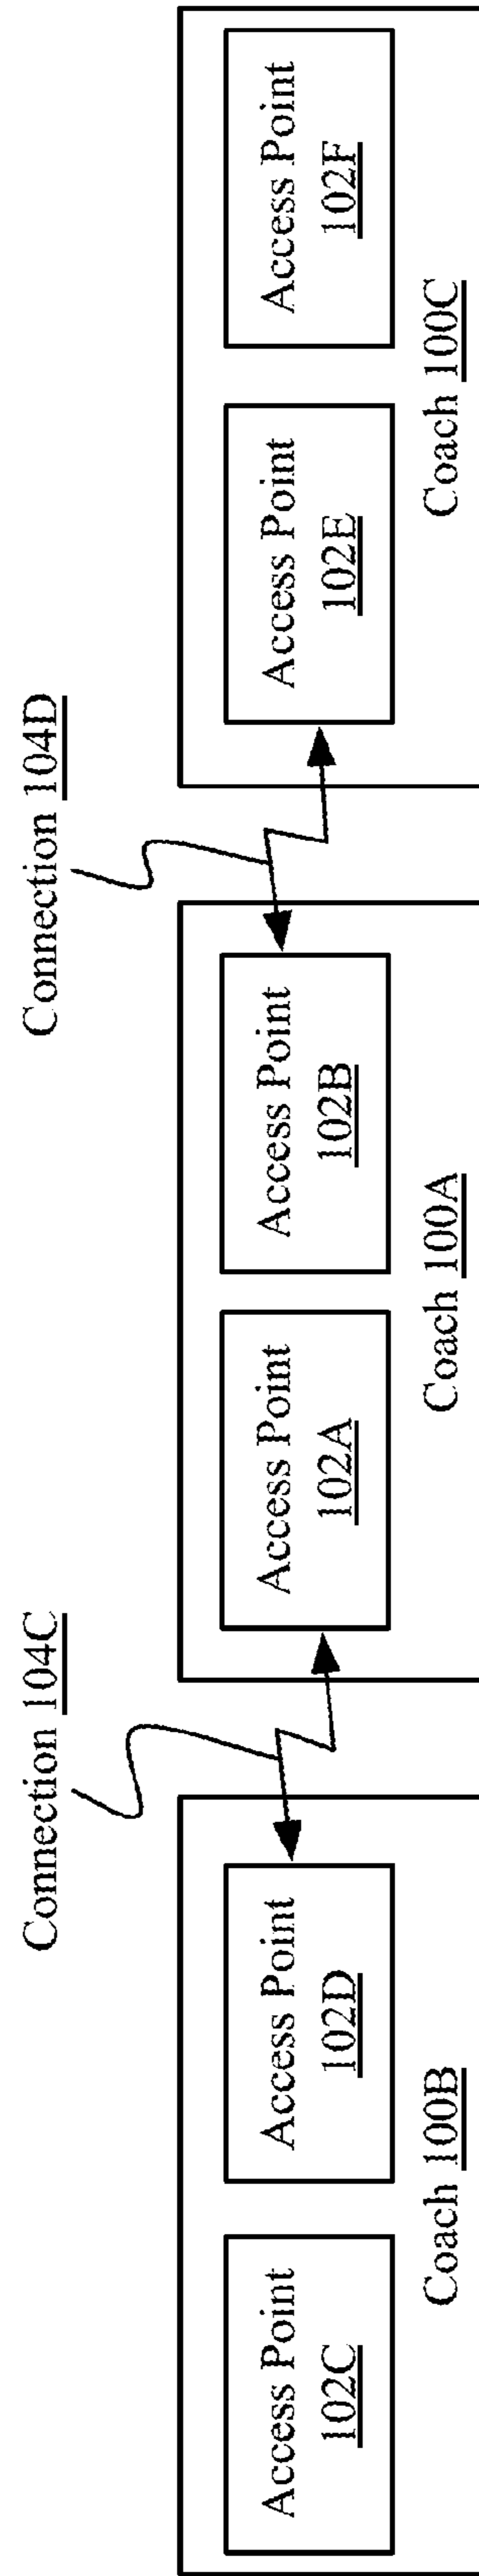 Connection 104C
Connection 104D
Access Point
102C
Access Point
102D
Coach 100B
Access Point
102A
Access Point
102B
Coach 100A
Access Point
102E
Access Point
102F
Coach 100C